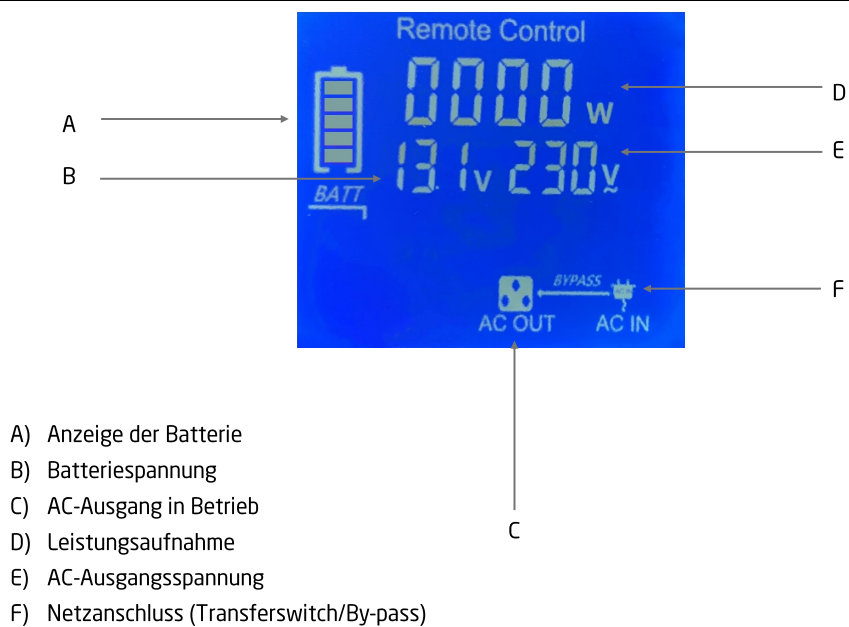 Remote Control
0000 W
D
A
E
B
13.1 V 230 V
BATT
BYPASS
F
AC OUT AC IN
A) Anzeige der Batterie
B) Batteriespannung
C) AC-Ausgang in Betrieb
C
D) Leistungsaufnahme
E) AC-Ausgangsspannung
F) Netzanschluss (Transferswitch/By-pass)